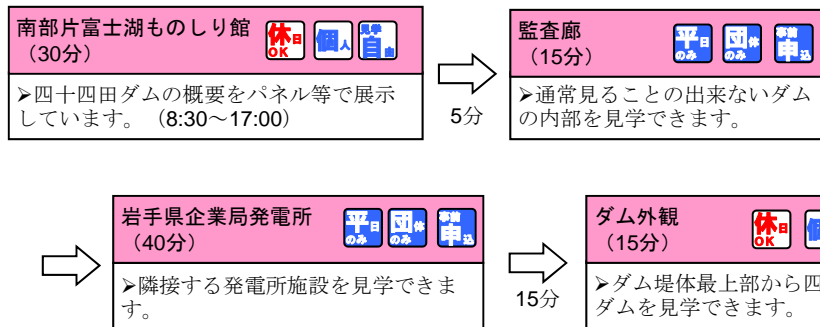 南部片富士湖ものしり館
（30分）
休日OK
個人
見学自由
➢四十四田ダムの概要をパネル等で展示
しています。（8:30～17:00）
5分
監査廊
（15分）
平日のみ
団体のみ
事前申込
➢通常見ることの出来ないダム
の内部を見学できます。
岩手県企業局発電所
（40分）
平日のみ
団体のみ
事前申込
➢隣接する発電所施設を見学できま
す。
15分
ダム外観
（15分）
休日OK
➢ダム堤体最上部から四
ダムを見学できます。